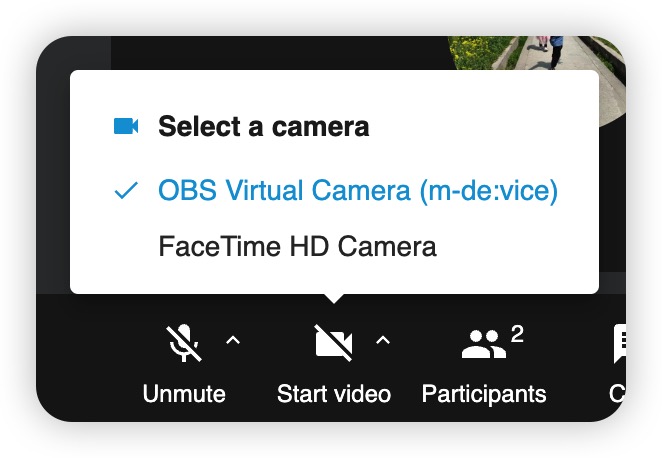 Select a camera
OBS Virtual Camera (m-de:vice)
FaceTime HD Camera
2
Unmute
Start video
Participants
C